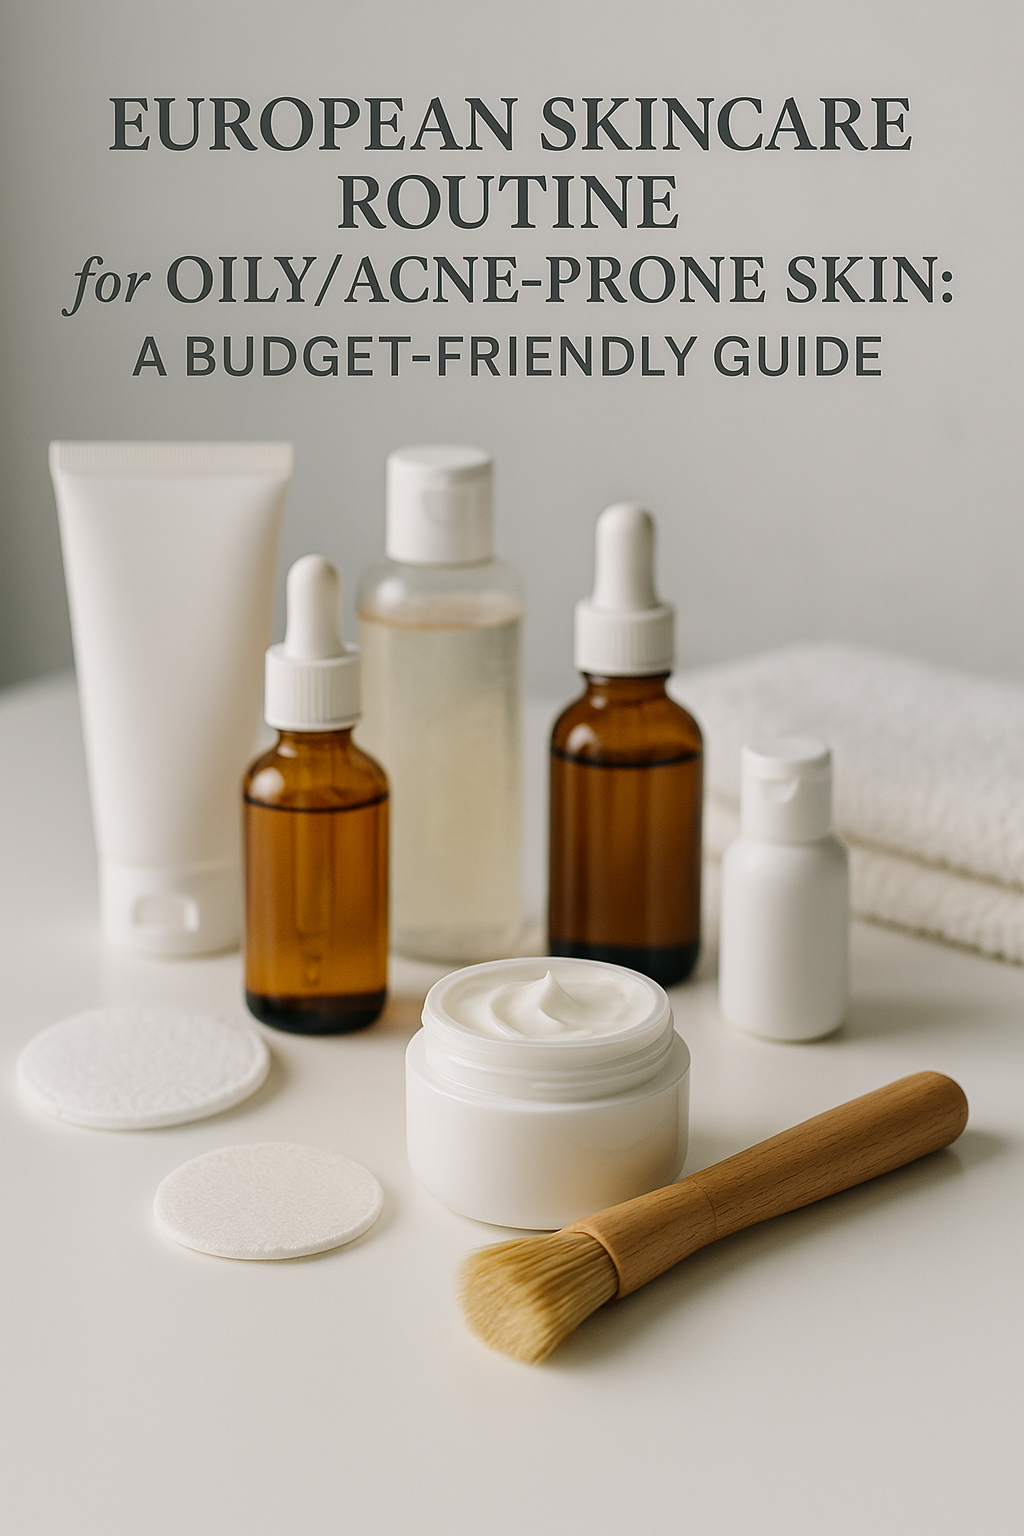 EUROPEAN SKINCARE
ROUTINE
for OILY/ACNE-PRONE SKIN:
A BUDGET-FRIENDLY GUIDE